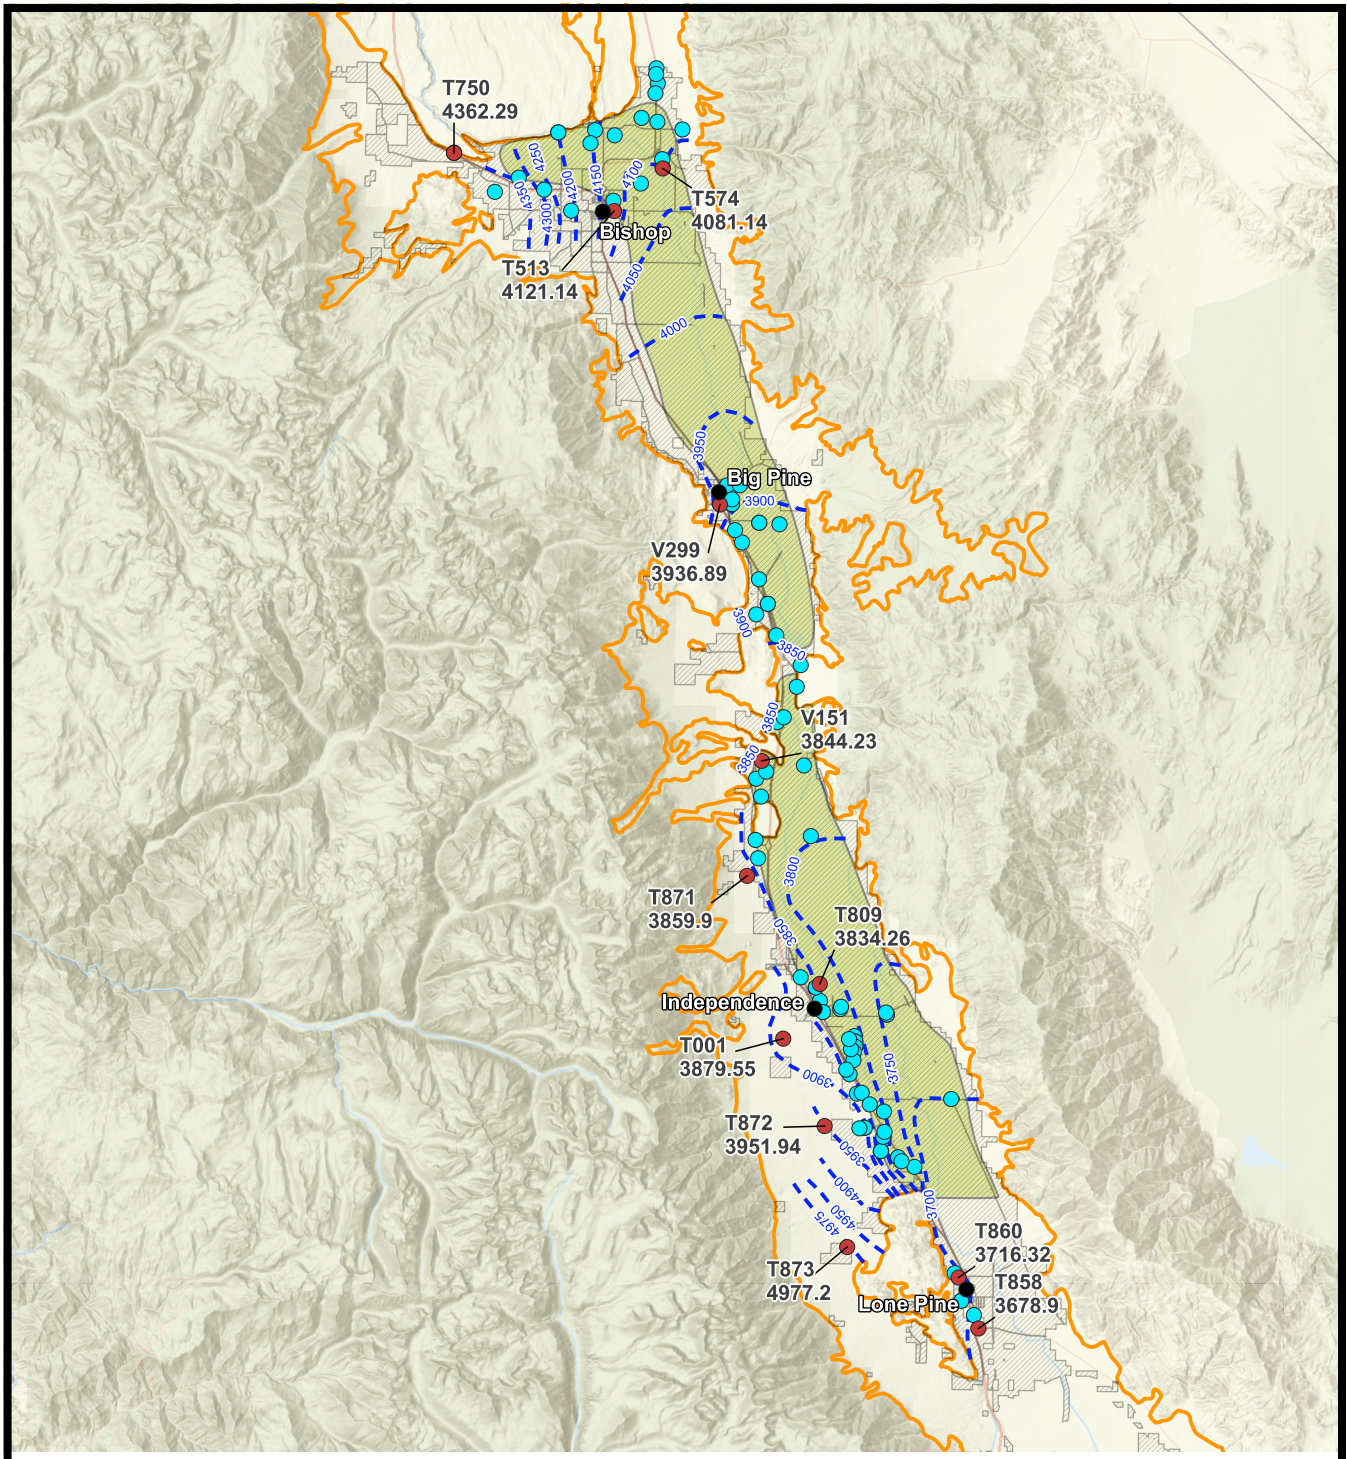 T750
4362.29
4250
4350
4300
4200
4150
4100
T574
4081.14
Bishop
T513
4121.14
4050
4000
3950
Big Pine
3900
V299
3936.89
3900
3850
3850
V151
3844.23
3850
3800
T871
3859.9
T809
3834.26
3850
Independence
T001
3879.55
3900
3750
T872
3951.94
3950
4900
4950
4975
3700
T860
3716.32
T873
4977.2
T858
3678.9
Lone Pine